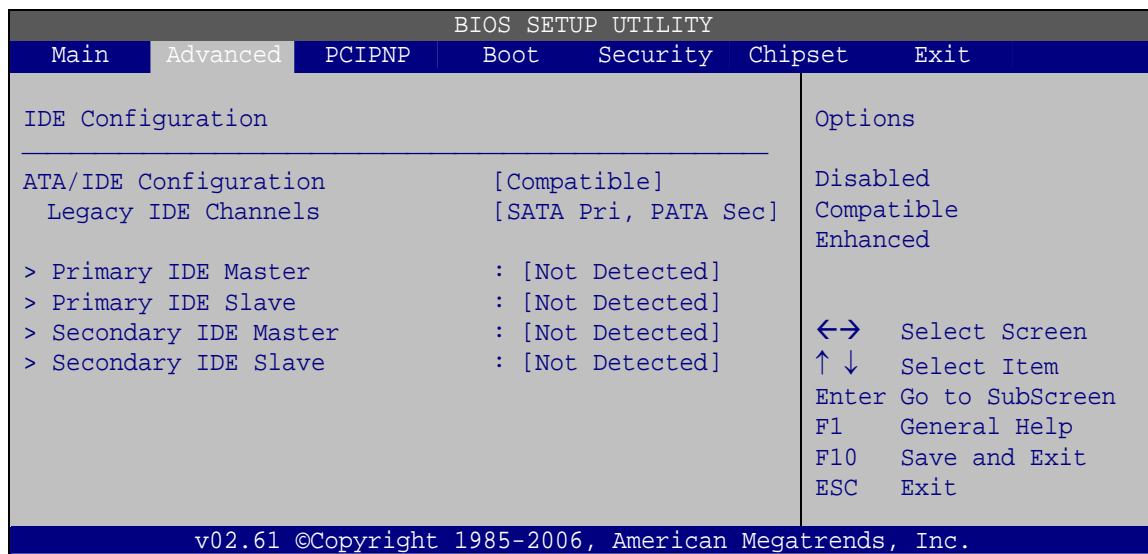 BIOS SETUP UTILITY
Main Advanced PCIPNP Boot Security Chipset Exit
IDE Configuration
ATA/IDE Configuration [Compatible]
Legacy IDE Channels [SATA Pri, PATA Sec]
> Primary IDE Master : [Not Detected]
> Primary IDE Slave : [Not Detected]
> Secondary IDE Master : [Not Detected]
> Secondary IDE Slave : [Not Detected]
Options
Disabled
Compatible
Enhanced
←→ Select Screen
↑ ↓ Select Item
Enter Go to SubScreen
F1 General Help
F10 Save and Exit
ESC Exit
v02.61 ©Copyright 1985-2006, American Megatrends, Inc.